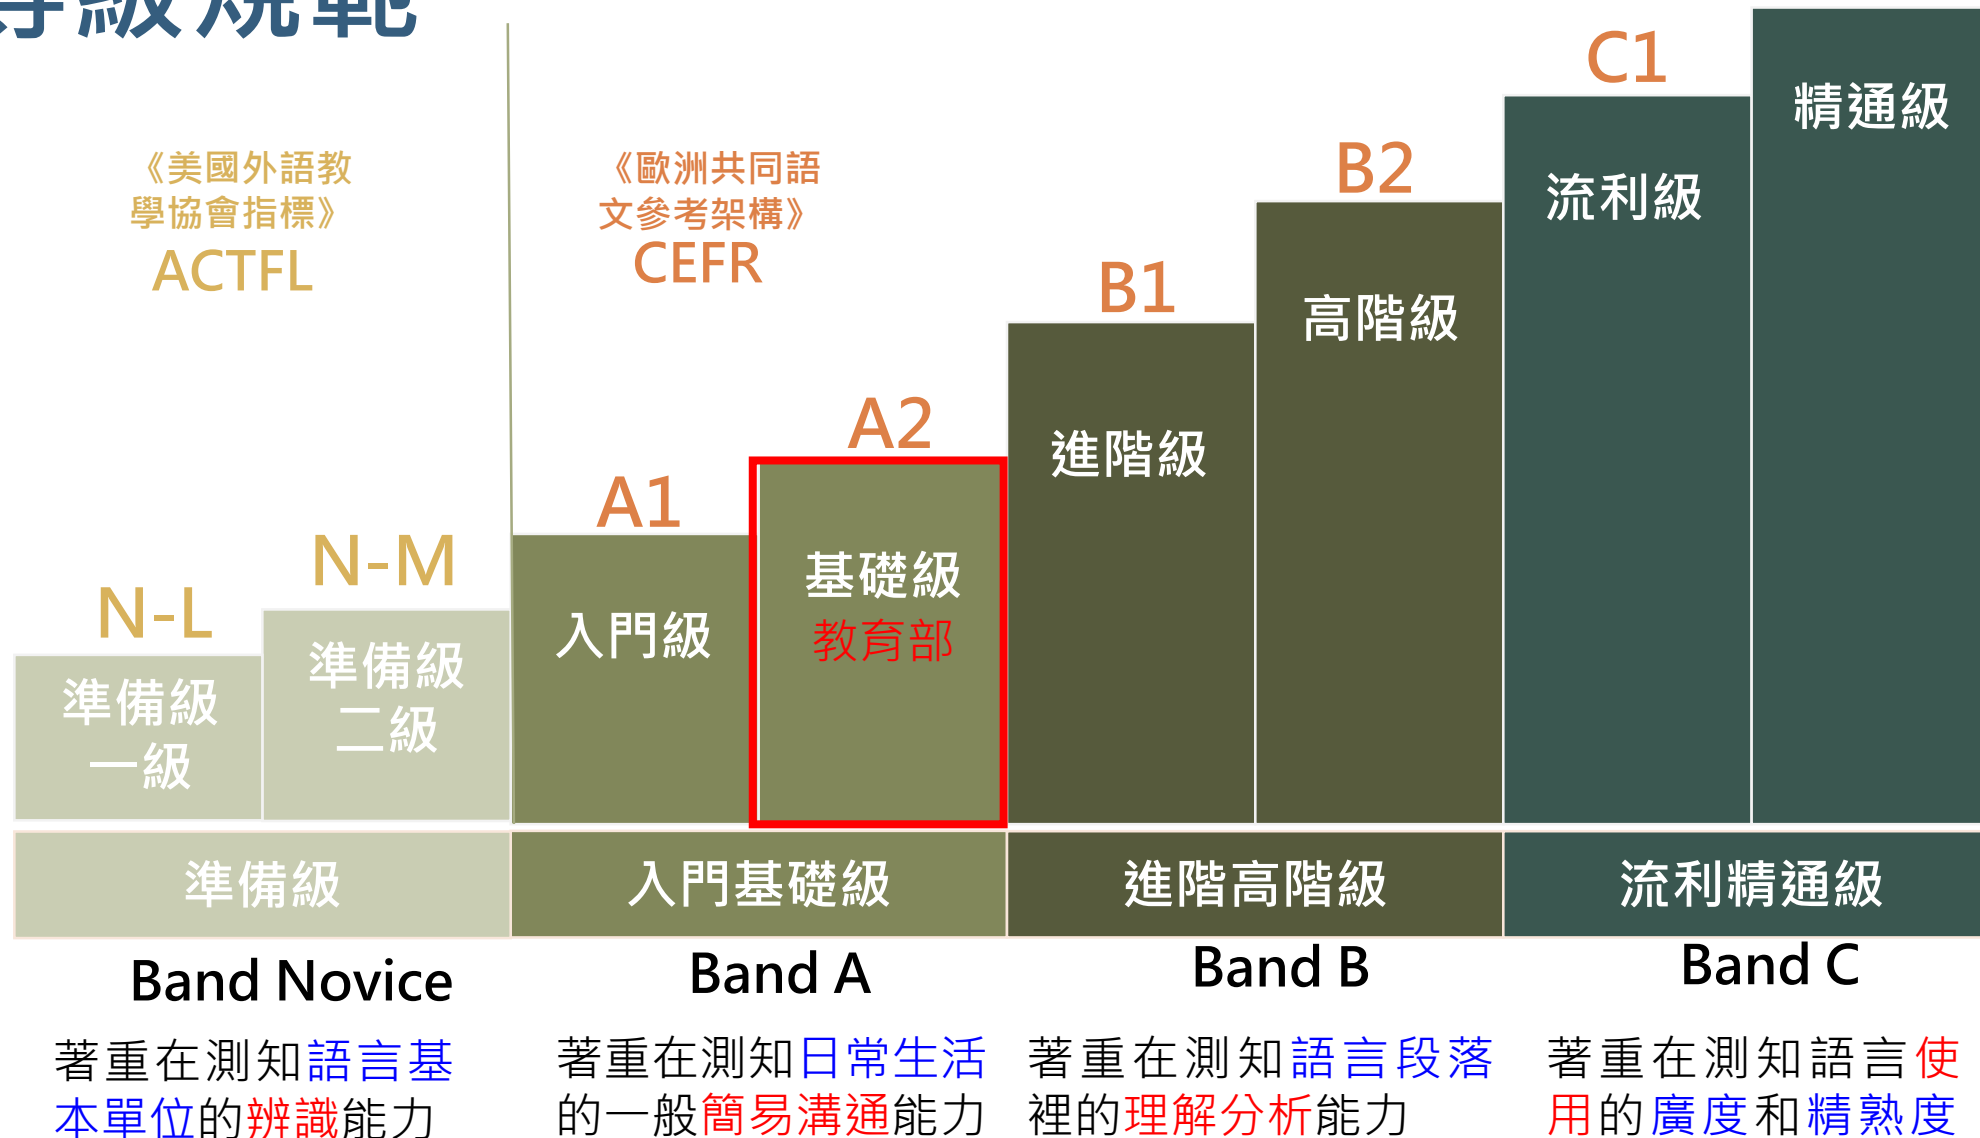 等級規範
《美國外語教
學協會指標》
ACTFL
《歐洲共同語
文參考架構》
CEFR
N-L
準備級
一級
N-M
準備級
二級
A1
入門級
A2
基礎級
教育部
B1
進階級
B2
高階級
C1
流利級
精通級
準備級
入門基礎級
進階高階級
流利精通級
Band Novice
Band A
Band B
Band C
著重在測知語言基
本單位的辨識能力
著重在測知日常生活
的一般簡易溝通能力
著重在測知語言段落
裡的理解分析能力
著重在測知語言使
用的廣度和精熟度